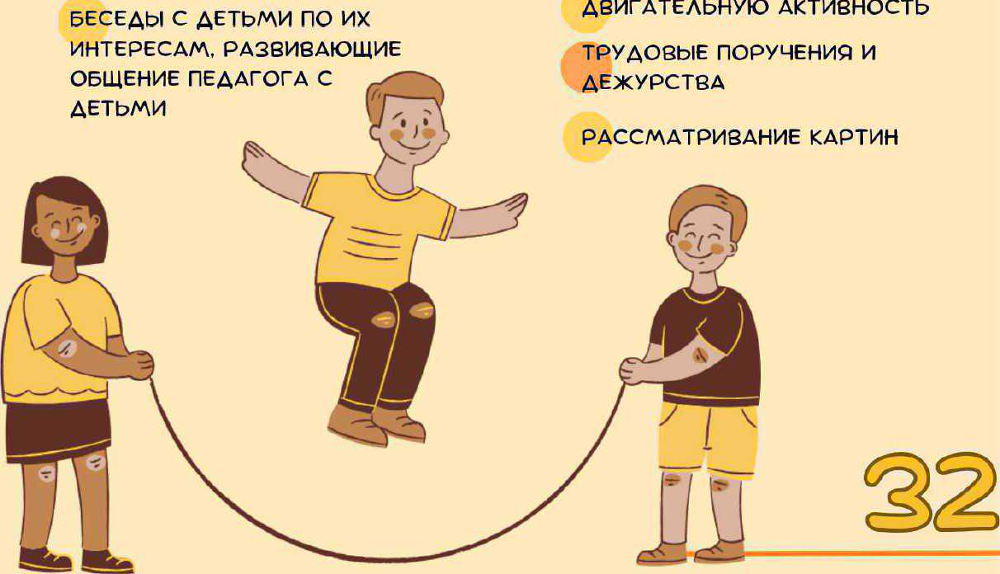 БЕСЕДЫ С ДЕТЬМИ ПО ИХ
ИНТЕРЕСАМ, РАЗВИВАЮЩИЕ
ОБЩЕНИЕ ПЕДАГОГА С
ДЕТЬМИ
ДВИГАТЕЛЬНУЮ АКТИВНОСТЬ
ТРУДОВЫЕ ПОРУЧЕНИЯ И
ДЕЖУРСТВА
РАССМАТРИВАНИЕ КАРТИН
32